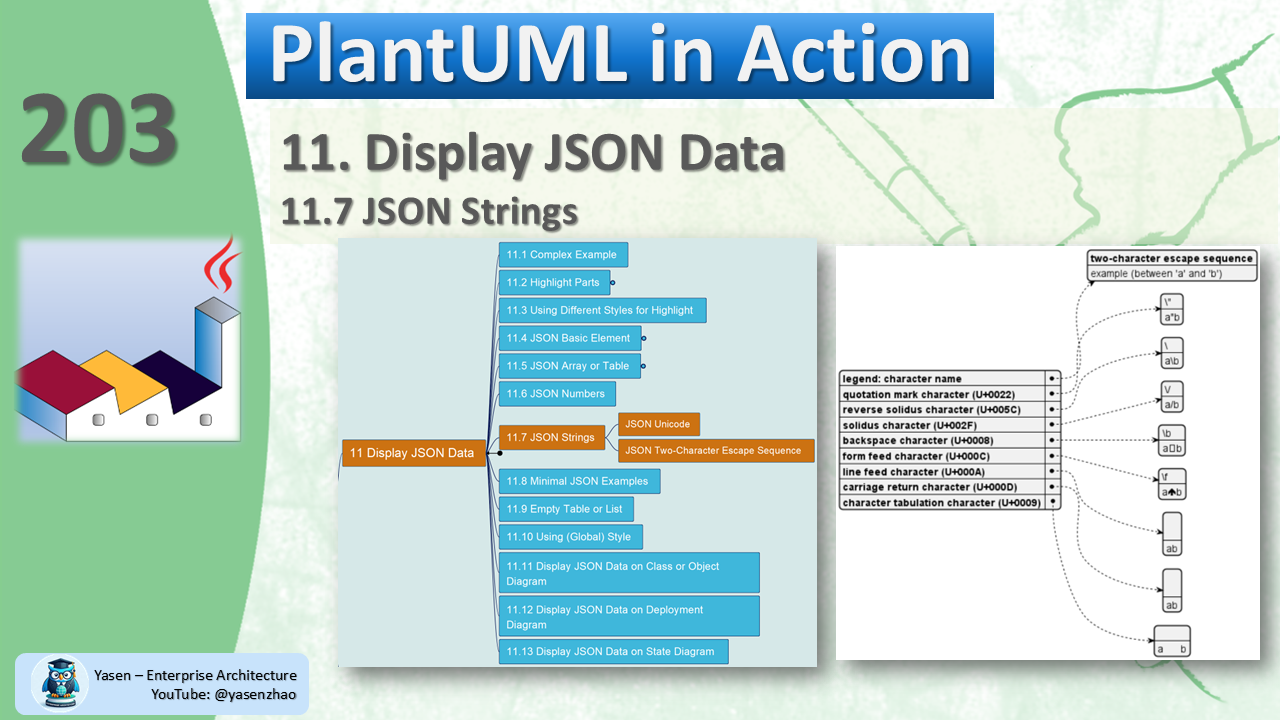 PlantUML in Action
203
11. Display JSON Data
11.7 JSON Strings
11 Display JSON Data
11.1 Complex Example
11.2 Highlight Parts
11.3 Using Different Styles for Highlight
11.4 JSON Basic Element
11.5 JSON Array or Table
11.6 JSON Numbers
11.7 JSON Strings
JSON Unicode
JSON Two-Character Escape Sequence
11.8 Minimal JSON Examples
11.9 Empty Table or List
11.10 Using (Global) Style
11.11 Display JSON Data on Class or Object
Diagram
11.12 Display JSON Data on Deployment
Diagram
11.13 Display JSON Data on State Diagram
legend: character name
quotation mark character (U+0022)
reverse solidus character (U+005C)
solidus character (U+002F)
backspace character (U+0008)
form feed character (U+000C)
line feed character (U+000A)
carriage return character (U+000D)
character tabulation character (U+0009)
two-character escape sequence
example (between 'a' and 'b')
\"
a"b
\
a\b
\/
a/b
\b
a▯b
\f
a♠b
ab
ab
a b
Yasen – Enterprise Architecture
YouTube: @yasenzhao